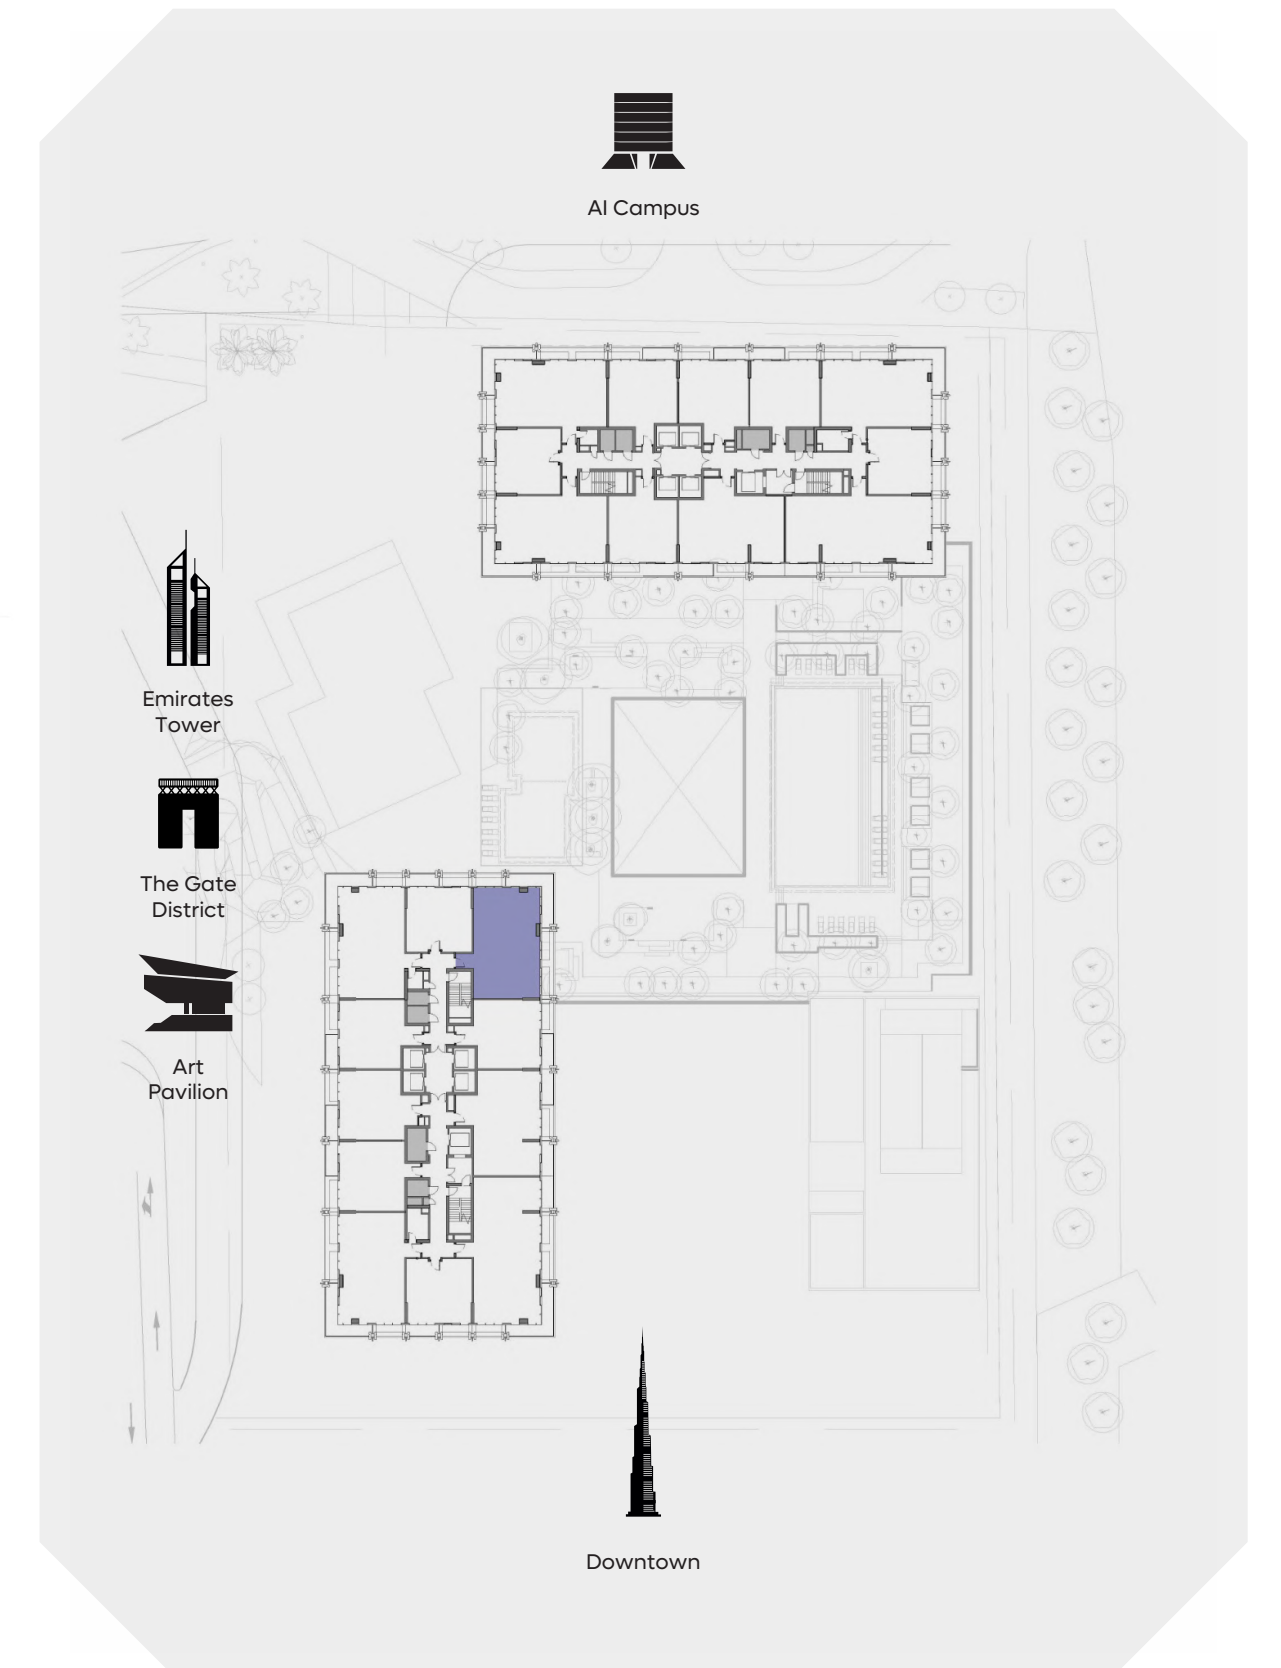 AI Campus
Emirates
Tower
The Gate
District
Art
Pavilion
Downtown